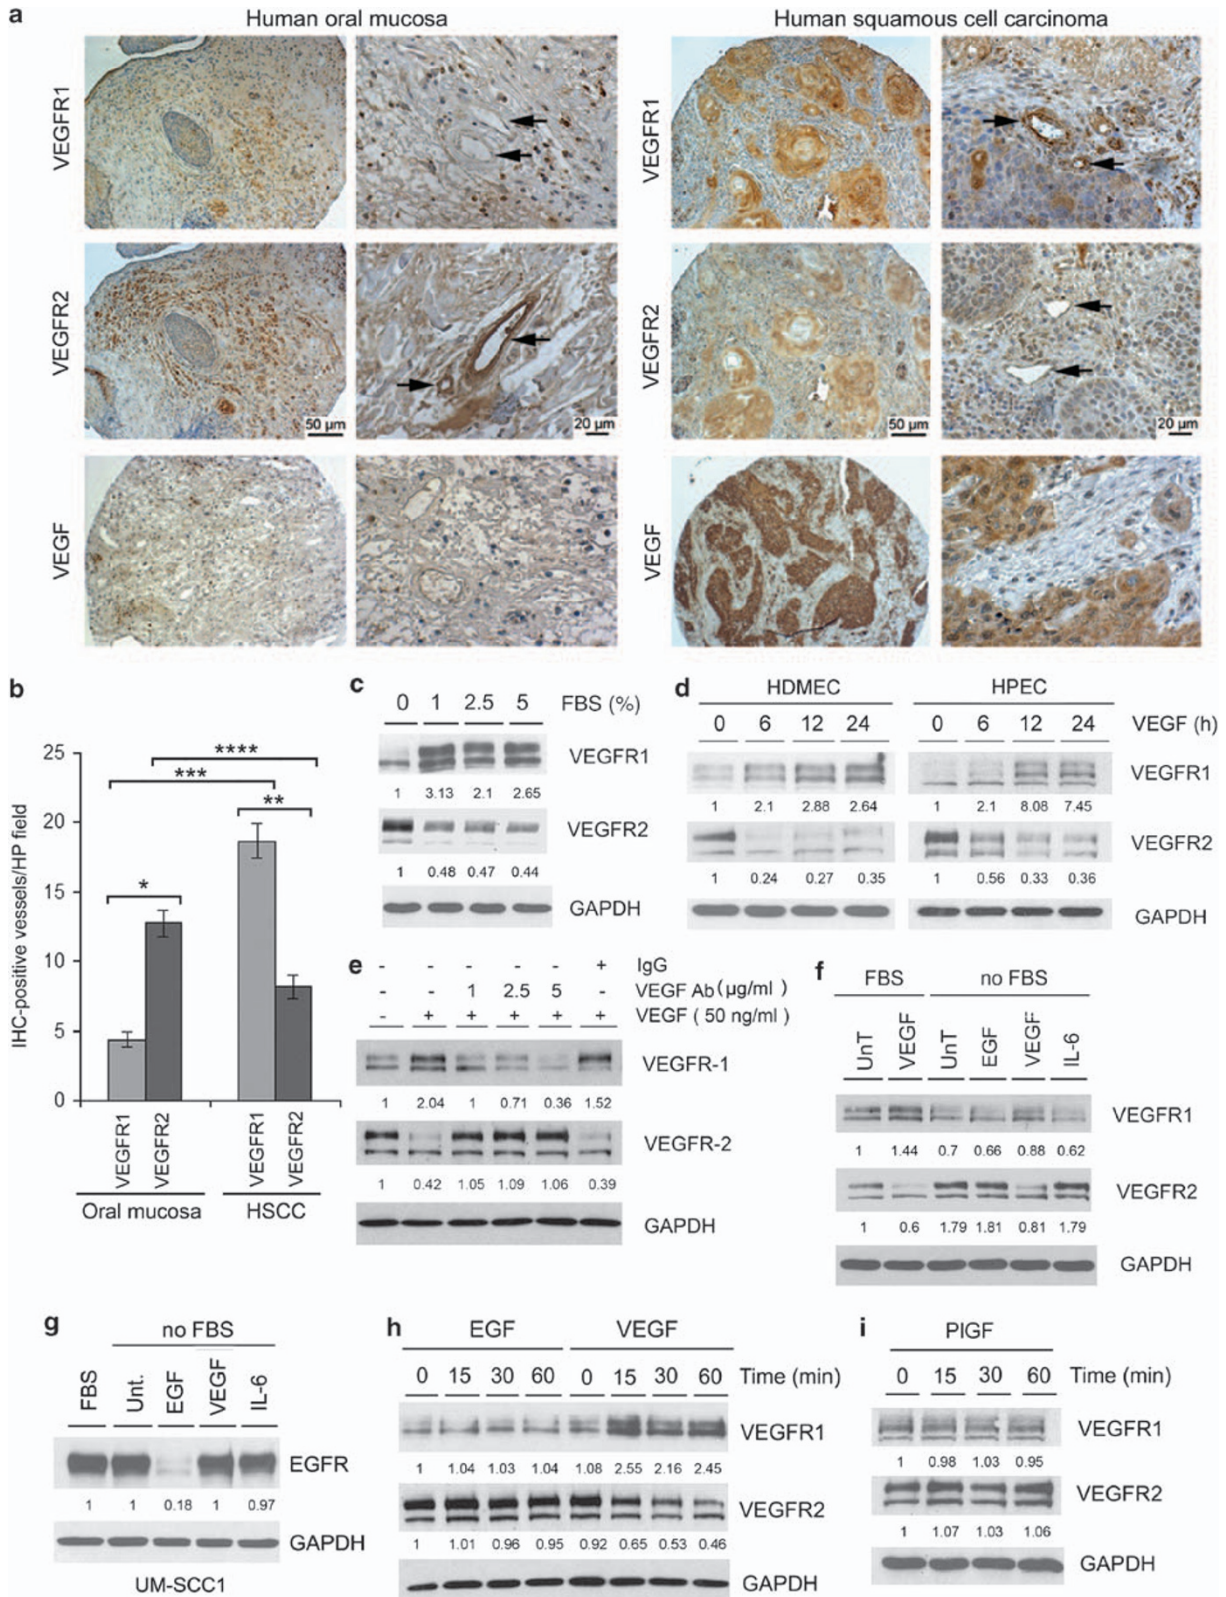 a
Human oral mucosa
Human squamous cell carcinoma
VEGFR1
VEGFR1
VEGFR2
VEGFR2
50 µm
20 µm
50 µm
20 µm
VEGF
VEGF
b
IHC-positive vessels/HP field
25
20
15
10
5
0
****
***
**
*
VEGFR1
VEGFR2
VEGFR1
VEGFR2
Oral mucosa
HSCC
c
0 1 2.5 5 FBS (%)
VEGFR1
1 3.13 2.1 2.65
VEGFR2
1 0.48 0.47 0.44
GAPDH
d
HDMEC HPEC
0 6 12 24 0 6 12 24 VEGF (h)
VEGFR1
1 2.1 2.88 2.64 1 2.1 8.08 7.45
VEGFR2
1 0.24 0.27 0.35 1 0.56 0.33 0.36
GAPDH
e
- - - - - + IgG
- - 1 2.5 5 - VEGF Ab (µg/ml)
- + + + + + VEGF ( 50 ng/ml )
VEGFR-1
1 2.04 1 0.71 0.36 1.52
VEGFR-2
1 0.42 1.05 1.09 1.06 0.39
GAPDH
f
FBS no FBS
UnT VEGF UnT EGF VEGF IL-6
VEGFR1
1 1.44 0.7 0.66 0.88 0.62
VEGFR2
1 0.6 1.79 1.81 0.81 1.79
GAPDH
g
no FBS
FBS Unt. EGF VEGF IL-6
EGFR
1 1 0.18 1 0.97
GAPDH
UM-SCC1
h
EGF VEGF
0 15 30 60 0 15 30 60 Time (min)
VEGFR1
1 1.04 1.03 1.04 1.08 2.55 2.16 2.45
VEGFR2
1 1.01 0.96 0.95 0.92 0.65 0.53 0.46
GAPDH
i
PIGF
0 15 30 60 Time (min)
VEGFR1
1 0.98 1.03 0.95
VEGFR2
1 1.07 1.03 1.06
GAPDH